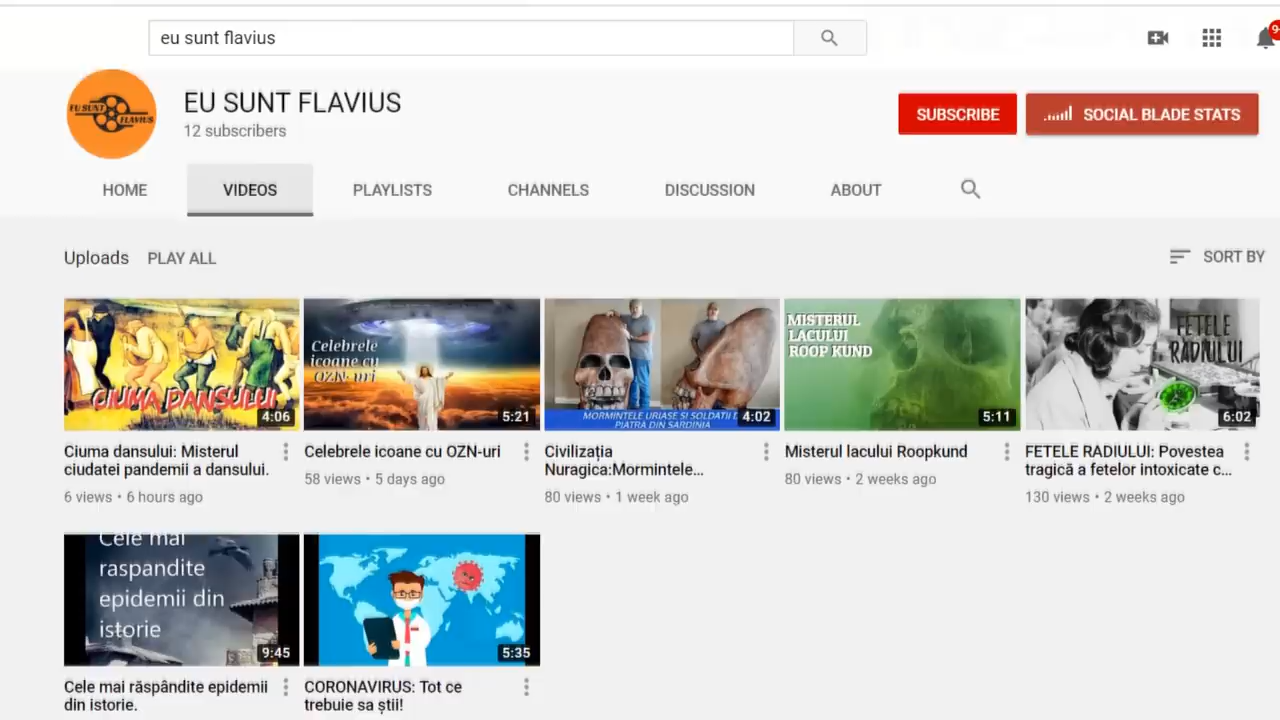 eu sunt flavius
9+
EU SUNT
FLAVIUS
EU SUNT FLAVIUS
12 subscribers
SUBSCRIBE
SOCIAL BLADE STATS
HOME VIDEOS PLAYLISTS CHANNELS DISCUSSION ABOUT
Uploads PLAY ALL
SORT BY
CIUMA DANSULUI
4:06
Celebrele
icoane cu
OZN-uri
5:21
MORMINTELE URIASE SI SOLDATII
PIATRA DIN SARDINIA
4:02
MISTERUL
LACULUI
ROOP KUND
5:11
FETELE
RADIULUI
6:02
Ciuma dansului: Misterul
ciudatei pandemii a dansului.
6 views • 6 hours ago
Celebrele icoane cu OZN-uri
58 views • 5 days ago
Civilizația
Nuragica:Mormintele...
80 views • 1 week ago
Misterul lacului Roopkund
80 views • 2 weeks ago
FETELE RADIULUI: Povestea
tragică a fetelor intoxicate c...
130 views • 2 weeks ago
Cele mai
raspandite
epidemii din
istorie
9:45
5:35
Cele mai răspândite epidemii
din istorie.
CORONAVIRUS: Tot ce
trebuie sa știi!